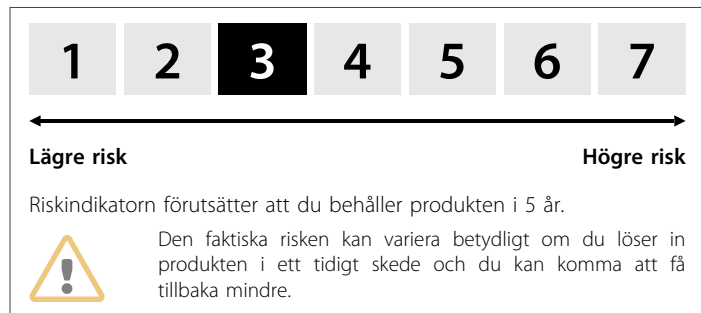 1 2 3 4 5 6 7
Lägre risk Högre risk
Riskindikatorn förutsätter att du behåller produkten i 5 år.
Den faktiska risken kan variera betydligt om du löser in
produkten i ett tidigt skede och du kan komma att få
tillbaka mindre.